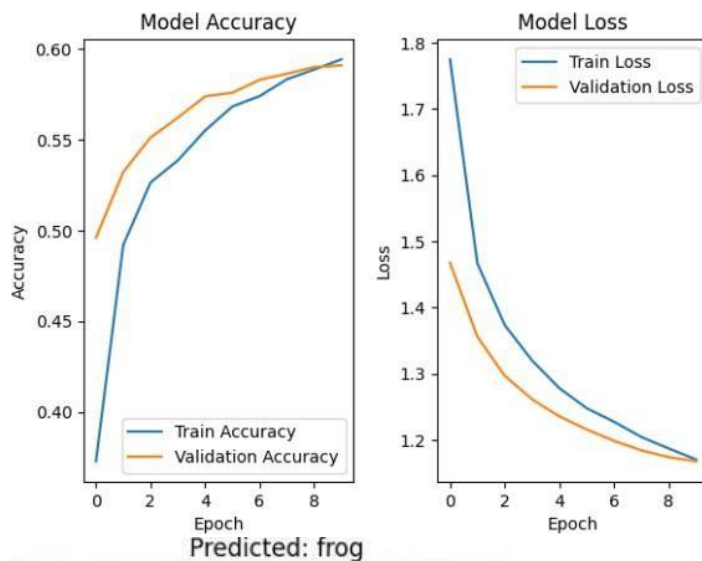 Model Accuracy
0.60
0.55
0.50
0.45
0.40
Accuracy
Train Accuracy
Validation Accuracy
0 2 4 6 8
Epoch
Model Loss
1.8
1.7
1.6
1.5
1.4
1.3
1.2
Loss
Train Loss
Validation Loss
0 2 4 6 8
Epoch
Predicted: frog